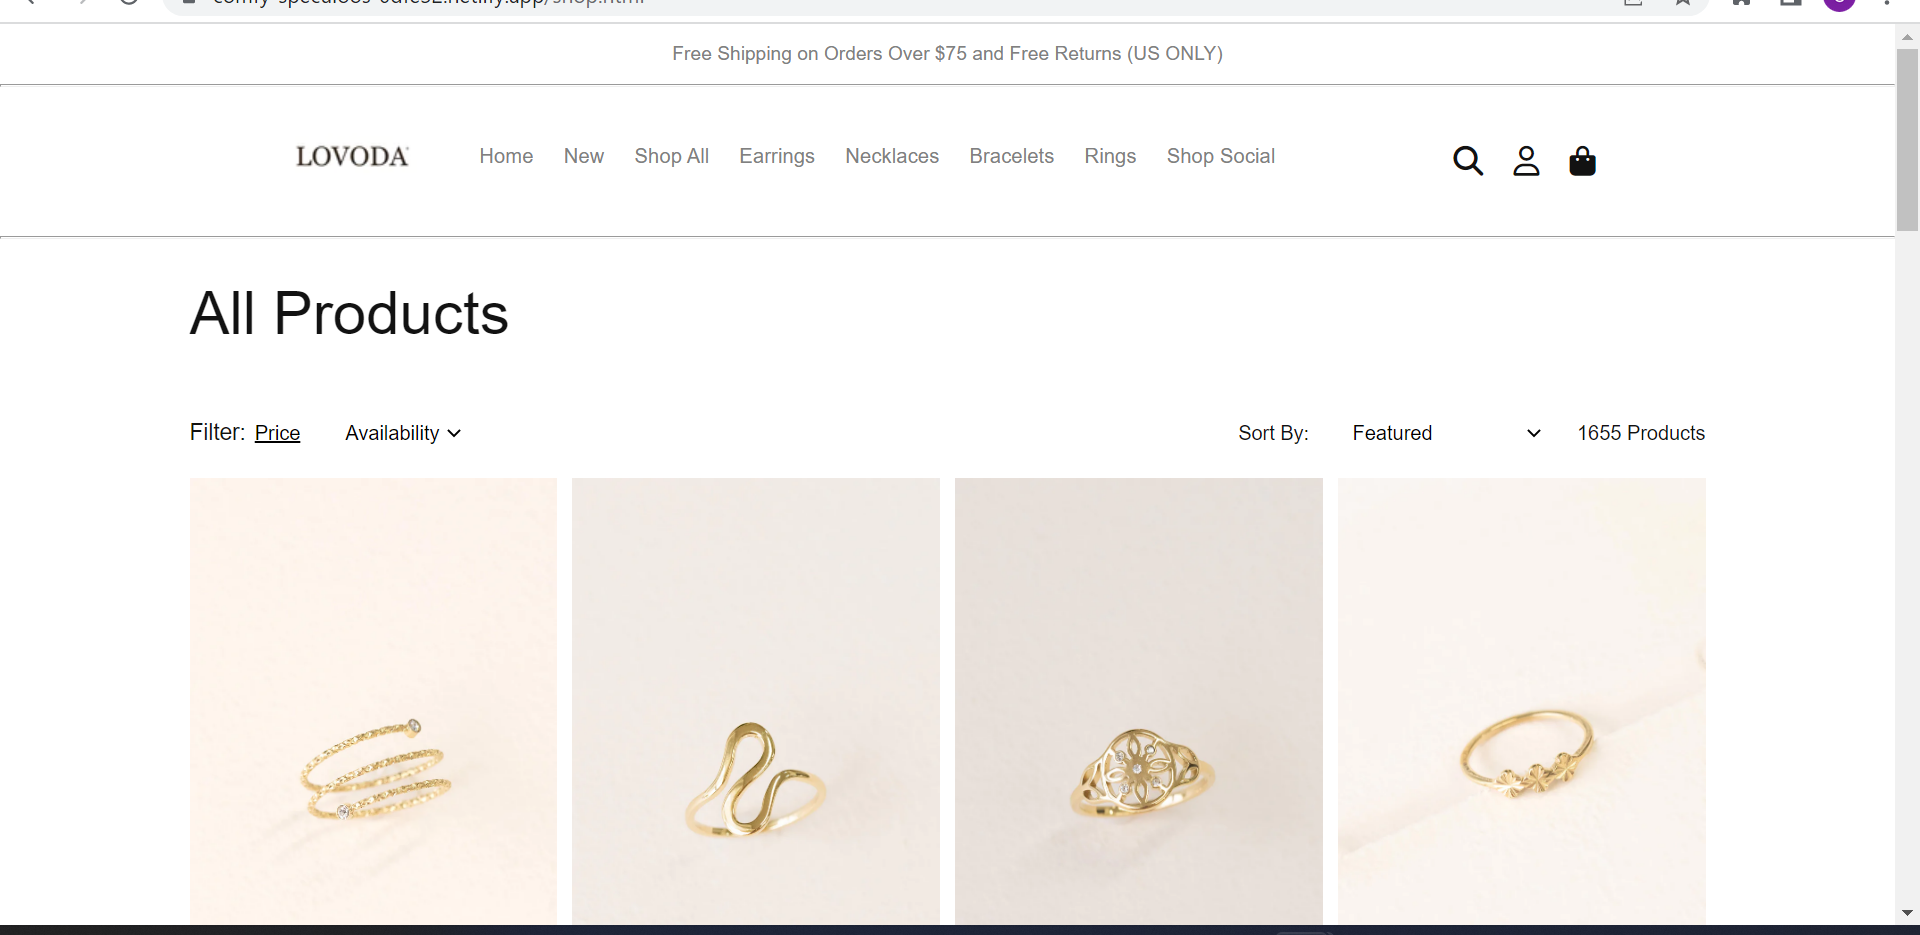 Free Shipping on Orders Over $75 and Free Returns (US ONLY)
LOVODA
Home New Shop All Earrings Necklaces Bracelets Rings Shop Social
All Products
Filter: Price Availability
Sort By: Featured 1655 Products